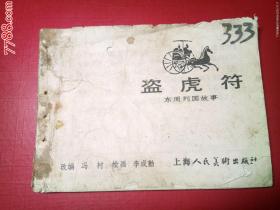 333
盗虎符
东周列国故事
改编 冯村 绘画 李成勋 上海人民美术出版社
7788.com